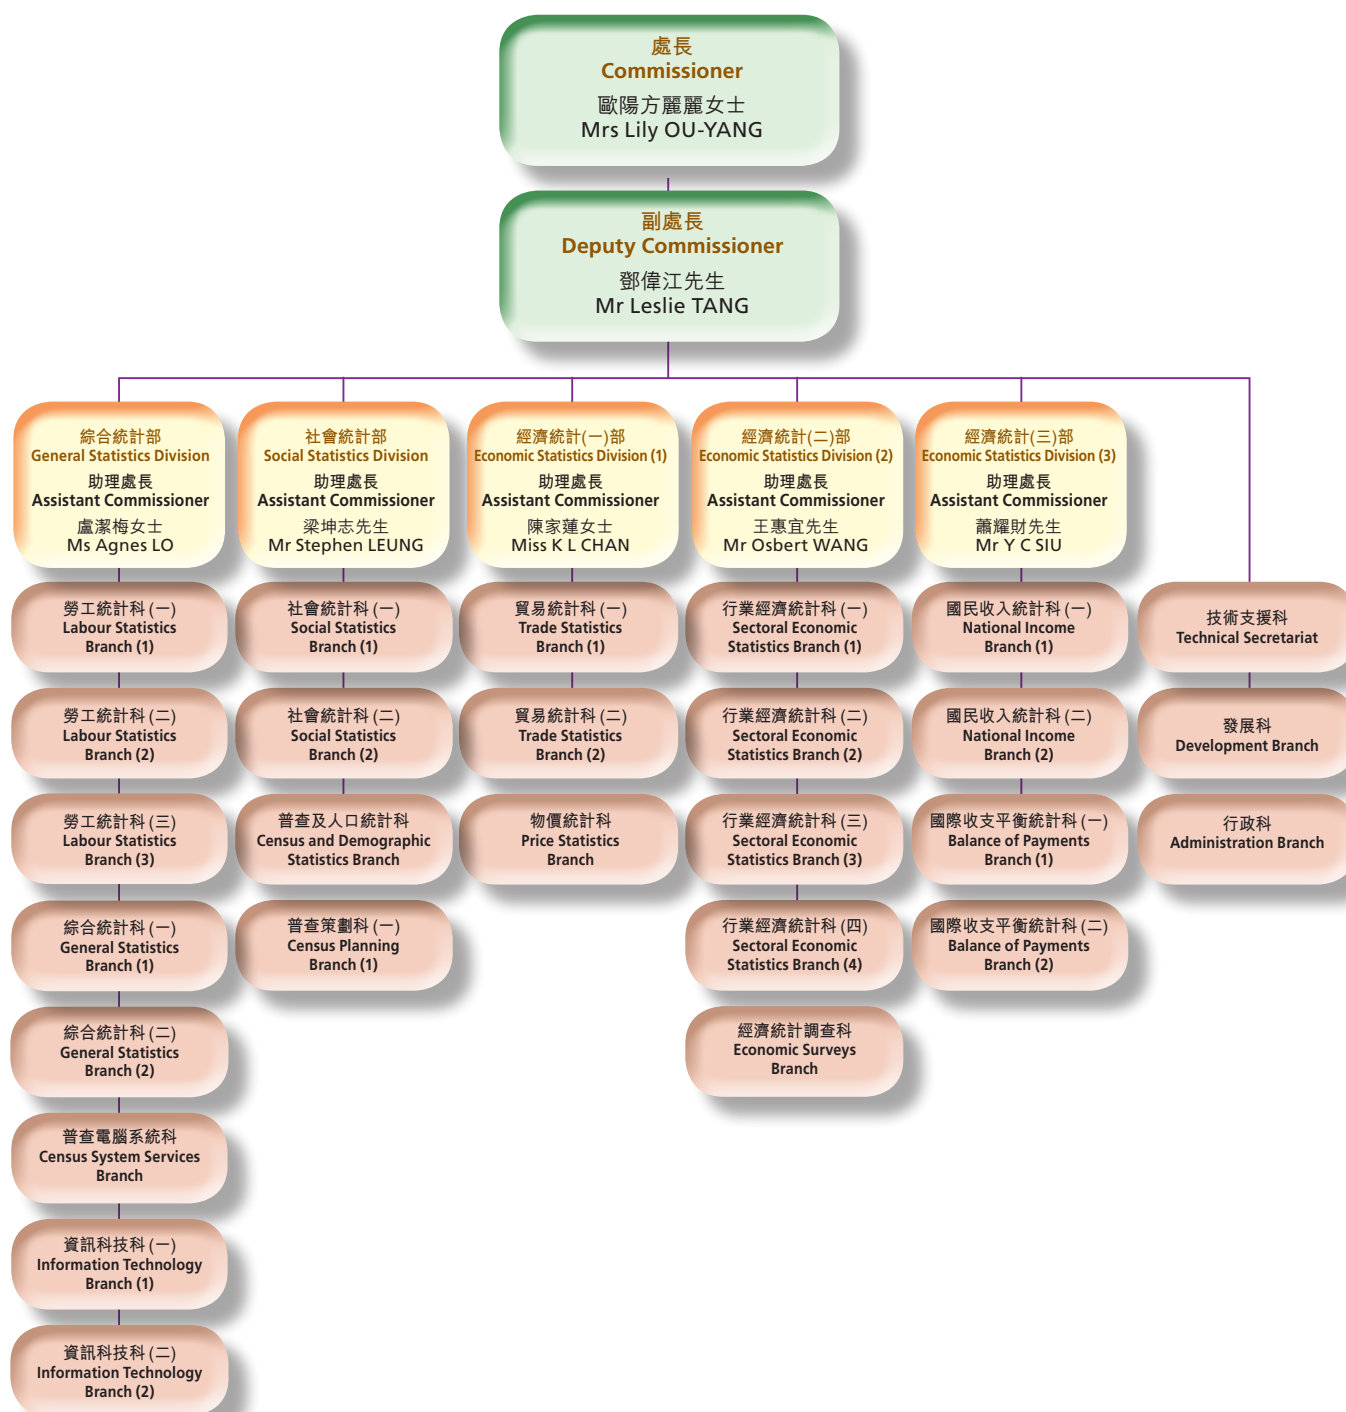 處長
Commissioner
歐陽方麗麗女士
Mrs Lily OU-YANG
副處長
Deputy Commissioner
鄧偉江先生
Mr Leslie TANG
綜合統計部
General Statistics Division
助理處長
Assistant Commissioner
盧潔梅女士
Ms Agnes LO
社會統計部
Social Statistics Division
助理處長
Assistant Commissioner
梁坤志先生
Mr Stephen LEUNG
經濟統計(一)部
Economic Statistics Division (1)
助理處長
Assistant Commissioner
陳家蓮女士
Miss K L CHAN
經濟統計(二)部
Economic Statistics Division (2)
助理處長
Assistant Commissioner
王惠宜先生
Mr Osbert WANG
經濟統計(三)部
Economic Statistics Division (3)
助理處長
Assistant Commissioner
蕭耀財先生
Mr Y C SIU
勞工統計科 (一)
Labour Statistics
Branch (1)
勞工統計科 (二)
Labour Statistics
Branch (2)
勞工統計科 (三)
Labour Statistics
Branch (3)
綜合統計科 (一)
General Statistics
Branch (1)
綜合統計科 (二)
General Statistics
Branch (2)
普查電腦系統科
Census System Services
Branch
資訊科技科 (一)
Information Technology
Branch (1)
資訊科技科 (二)
Information Technology
Branch (2)
社會統計科 (一)
Social Statistics
Branch (1)
社會統計科 (二)
Social Statistics
Branch (2)
普查及人口統計科
Census and Demographic
Statistics Branch
普查策劃科 (一)
Census Planning
Branch (1)
貿易統計科 (一)
Trade Statistics
Branch (1)
貿易統計科 (二)
Trade Statistics
Branch (2)
物價統計科
Price Statistics
Branch
行業經濟統計科 (一)
Sectoral Economic
Statistics Branch (1)
行業經濟統計科 (二)
Sectoral Economic
Statistics Branch (2)
行業經濟統計科 (三)
Sectoral Economic
Statistics Branch (3)
行業經濟統計科 (四)
Sectoral Economic
Statistics Branch (4)
經濟統計調查科
Economic Surveys
Branch
國民收入統計科 (一)
National Income
Branch (1)
國民收入統計科 (二)
National Income
Branch (2)
國際收支平衡統計科 (一)
Balance of Payments
Branch (1)
國際收支平衡統計科 (二)
Balance of Payments
Branch (2)
技術支援科
Technical Secretariat
發展科
Development Branch
行政科
Administration Branch